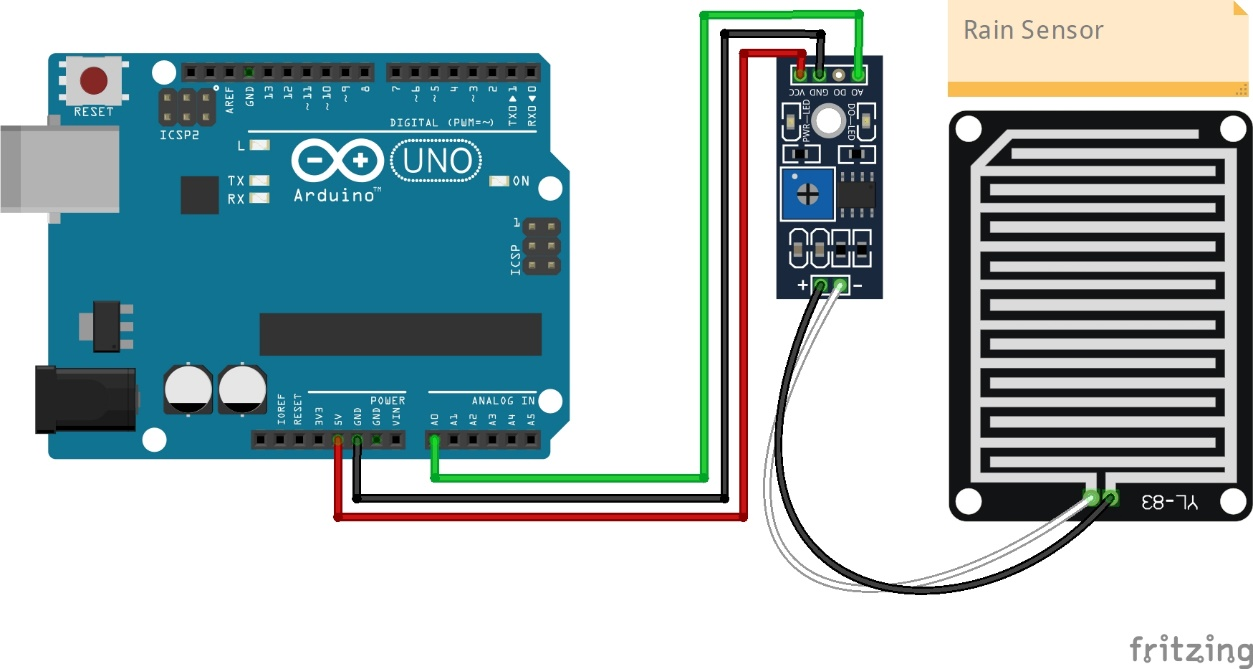 Rain Sensor
RESET
ICSP2
AREF
GND
13
12
~11
~10
~9
8
7
~6
~5
4
~3
2
TX0▶1
RX0◀0
DIGITAL (PWM=~)
L
TX
RX
UNO
Arduino™
ON
1
ICSP
IOREF
RESET
3V3
5V
GND
GND
VIN
POWER
ANALOG IN
A0
A1
A2
A3
A4
A5
VCC
GND
DO
AO
PWR-LED
DO-LED
+
-
YL-83
fritzing